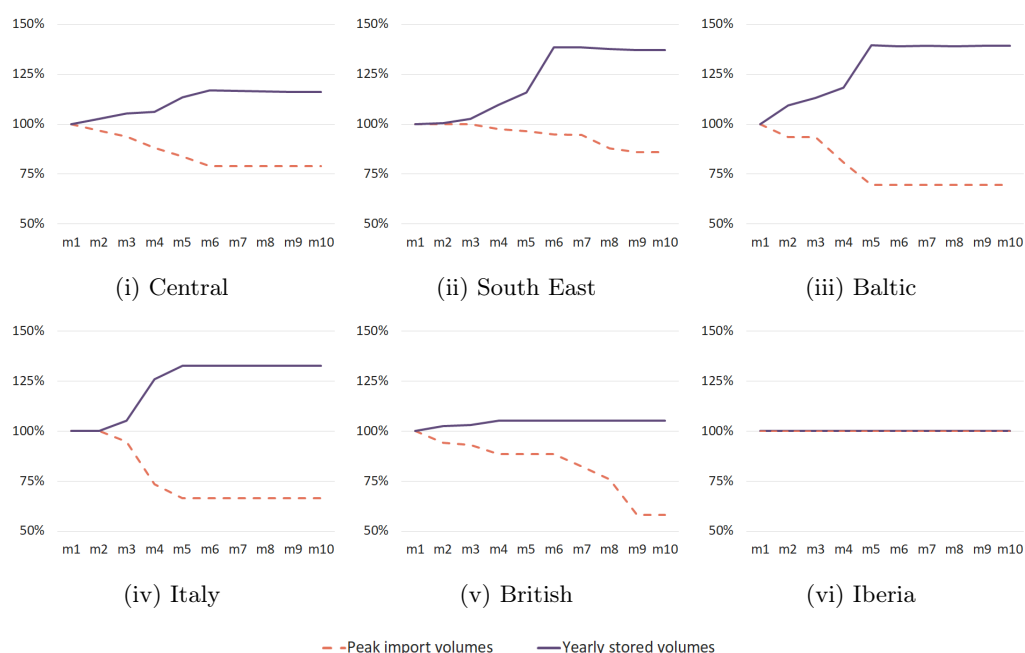 150% 150% 150%
125% 125% 125%
100% 100% 100%
75% 75% 75%
50% 50% 50%
m1 m2 m3 m4 m5 m6 m7 m8 m9 m10 m1 m2 m3 m4 m5 m6 m7 m8 m9 m10 m1 m2 m3 m4 m5 m6 m7 m8 m9 m10
(i) Central (ii) South East (iii) Baltic
150% 150% 150%
125% 125% 125%
100% 100% 100%
75% 75% 75%
50% 50% 50%
m1 m2 m3 m4 m5 m6 m7 m8 m9 m10 m1 m2 m3 m4 m5 m6 m7 m8 m9 m10 m1 m2 m3 m4 m5 m6 m7 m8 m9 m10
(iv) Italy (v) British (vi) Iberia
Peak import volumes Yearly stored volumes